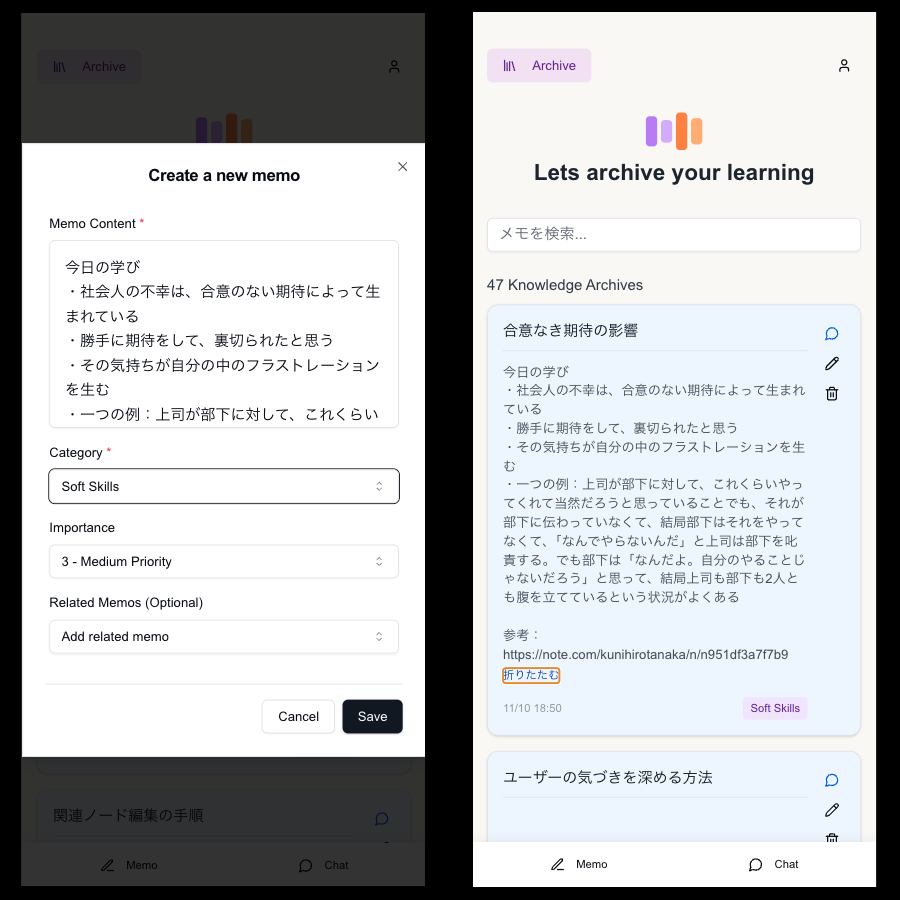 Archive
Create a new memo
Memo Content *
今日の学び
・社会人の不幸は、合意のない期待によって生
まれている
・勝手に期待をして、裏切られたと思う
・その気持ちが自分の中のフラストレーション
を生む
・一つの例：上司が部下に対して、これくらい
Category *
Soft Skills
Importance
3 - Medium Priority
Related Memos (Optional)
Add related memo
Cancel
Save
関連ノード編集の手順
Memo
Chat
Archive
Lets archive your learning
メモを検索...
47 Knowledge Archives
合意なき期待の影響
今日の学び
・社会人の不幸は、合意のない期待によって生まれ
ている
・勝手に期待をして、裏切られたと思う
・その気持ちが自分の中のフラストレーションを生
む
・一つの例：上司が部下に対して、これくらいやっ
てくれて当然だろうと思っていることでも、それが
部下に伝わっていなくて、結局部下はそれをやって
なくて、「なんでやらないんだ」と上司は部下を叱
責する。でも部下は「なんだよ。自分のやることじ
ゃないだろう」と思って、結局上司も部下も2人と
も腹を立てているという状況がよくある
参考：
https://note.com/kunihirotanaka/n/n951df3a7f7b9
折りたたむ
11/10 18:50
Soft Skills
ユーザーの気づきを深める方法
Memo
Chat